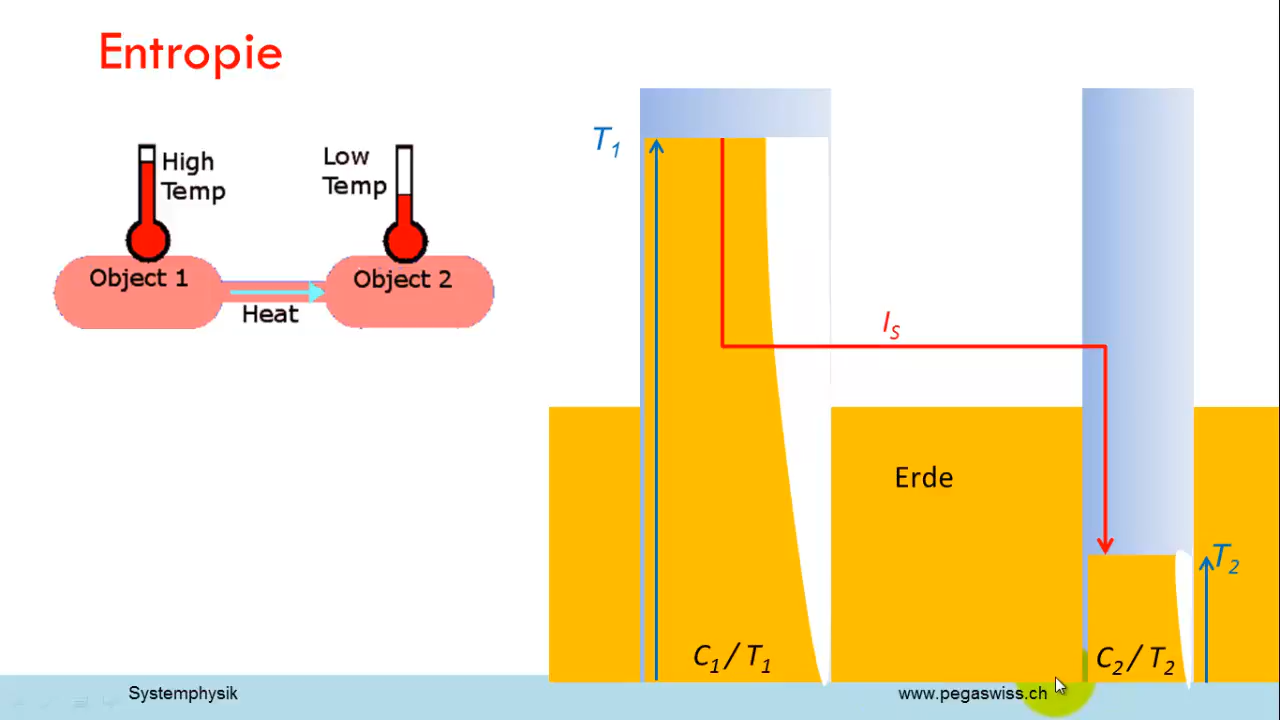 Entropie
High
Temp
Low
Temp
Object 1
Object 2
Heat
T1
IS
Erde
T2
C1 / T1
C2 / T2
Systemphysik
www.pegaswiss.ch